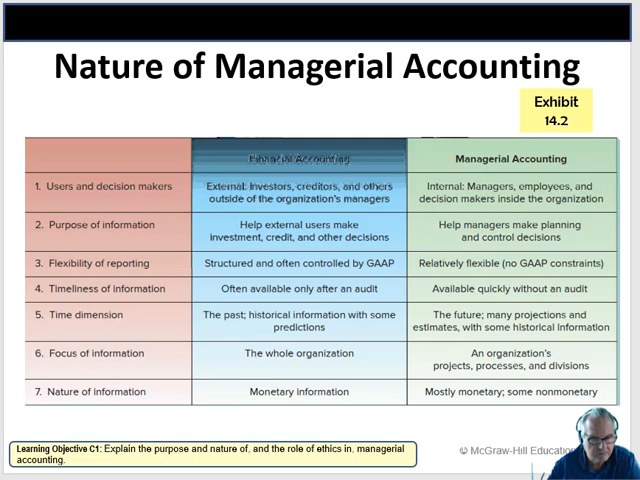 Nature of Managerial Accounting
Exhibit
14.2
Financial Accounting
Managerial Accounting
1. Users and decision makers
External: Investors, creditors, and others
outside of the organization's managers
Internal: Managers, employees, and
decision makers inside the organization
2. Purpose of information
Help external users make
investment, credit, and other decisions
Help managers make planning
and control decisions
3. Flexibility of reporting
Structured and often controlled by GAAP
Relatively flexible (no GAAP constraints)
4. Timeliness of information
Often available only after an audit
Available quickly without an audit
5. Time dimension
The past; historical information with some
predictions
The future; many projections and
estimates, with some historical information
6. Focus of information
The whole organization
An organization's
projects, processes, and divisions
7. Nature of information
Monetary information
Mostly monetary; some nonmonetary
Learning Objective C1: Explain the purpose and nature of, and the role of ethics in, managerial
accounting.
© McGraw-Hill Education